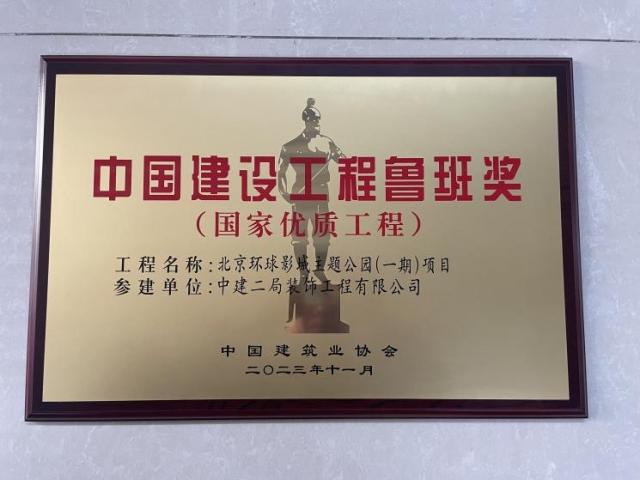 中国建设工程鲁班奖
(国家优质工程)
工程名称:北京环球影城主题公园(一期)项目
参建单位:中建二局装饰工程有限公司
中国建筑业协会
二〇二三年十一月